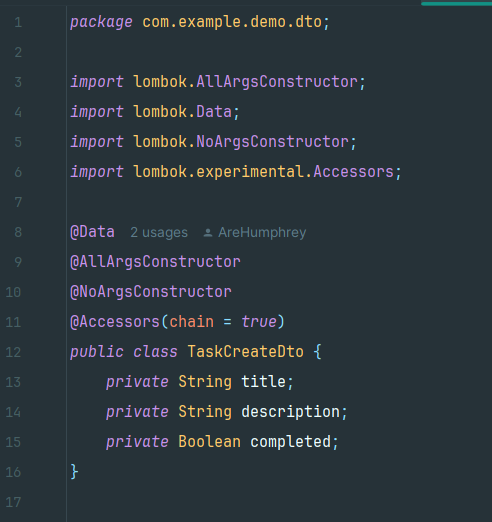 1 package com.example.demo.dto;
2
3 import lombok.AllArgsConstructor;
4 import lombok.Data;
5 import lombok.NoArgsConstructor;
6 import lombok.experimental.Accessors;
7
8 @Data 2 usages AreHumphrey
9 @AllArgsConstructor
10 @NoArgsConstructor
11 @Accessors(chain = true)
12 public class TaskCreateDto {
13     private String title;
14     private String description;
15     private Boolean completed;
16 }
17